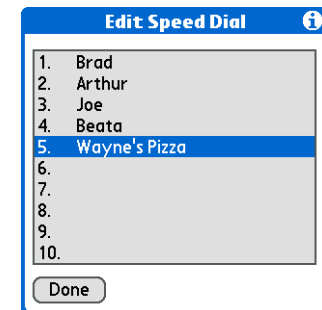 Edit Speed Dial i
1. Brad
2. Arthur
3. Joe
4. Beata
5. Wayne's Pizza
6.
7.
8.
9.
10.
Done